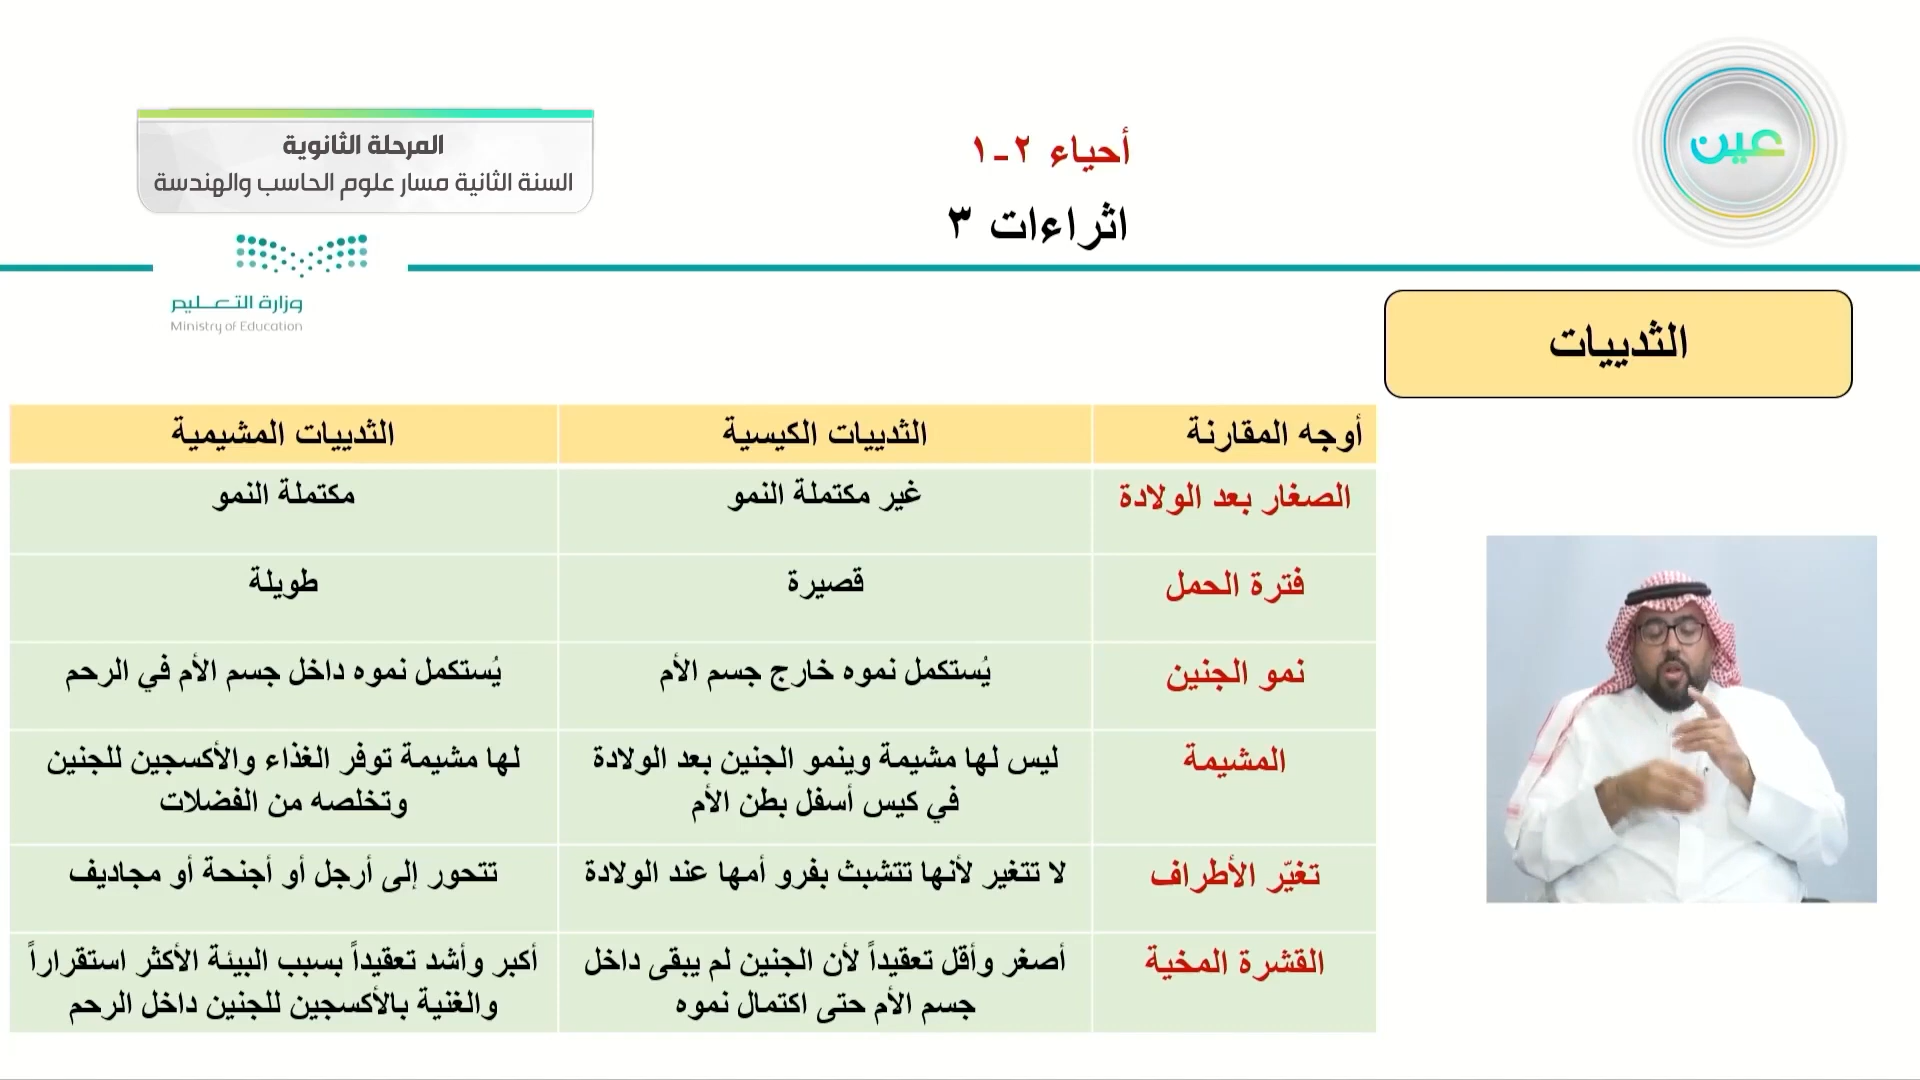 عين
أحياء ٢-١
اثراءات ٣
المرحلة الثانوية
السنة الثانية مسار علوم الحاسب والهندسة
وزارة التعليم
Ministry of Education
الثدييات
أوجه المقارنة
الثدييات الكيسية
الثدييات المشيمية
الصغار بعد الولادة
غير مكتملة النمو
مكتملة النمو
فترة الحمل
قصيرة
طويلة
نمو الجنين
يُستكمل نموه خارج جسم الأم
يُستكمل نموه داخل جسم الأم في الرحم
المشيمة
ليس لها مشيمة وينمو الجنين بعد الولادة
في كيس أسفل بطن الأم
لها مشيمة توفر الغذاء والأكسجين للجنين
وتخلصه من الفضلات
تغيّر الأطراف
لا تتغير لأنها تتشبث بفرو أمها عند الولادة
تتحور إلى أرجل أو أجنحة أو مجاديف
القشرة المخية
أصغر وأقل تعقيداً لأن الجنين لم يبقى داخل
جسم الأم حتى اكتمال نموه
أكبر وأشد تعقيداً بسبب البيئة الأكثر استقراراً
والغنية بالأكسجين للجنين داخل الرحم